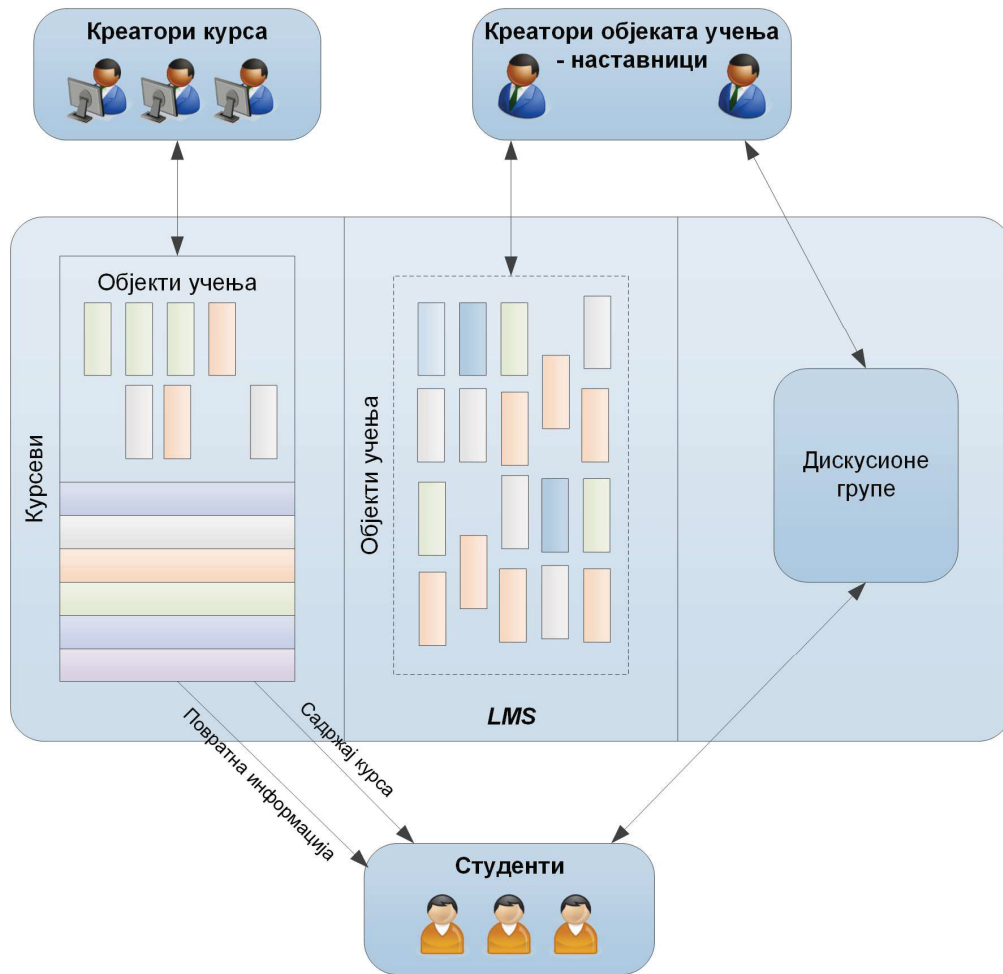 Креатори курса
Креатори објеката учења
- наставници
Објекти учења
Курсеви
Објекти учења
Дискусионе
групе
LMS
Садржај курса
Повратна информација
Студенти